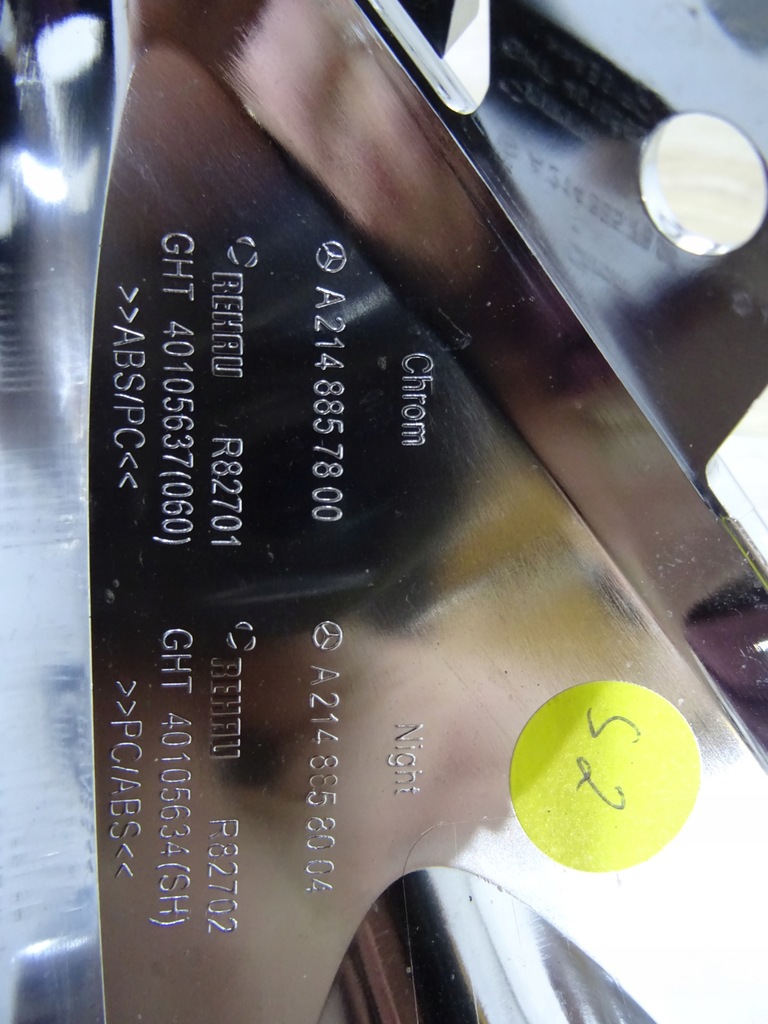 Chrom
A 214 885 78 00
REHAU R82701
GHT 40105637(060)
>>ABS/PC<<
Night
A 214 885 80 04
REHAU R82702
GHT 40105634(SH)
>>PC/ABS<<